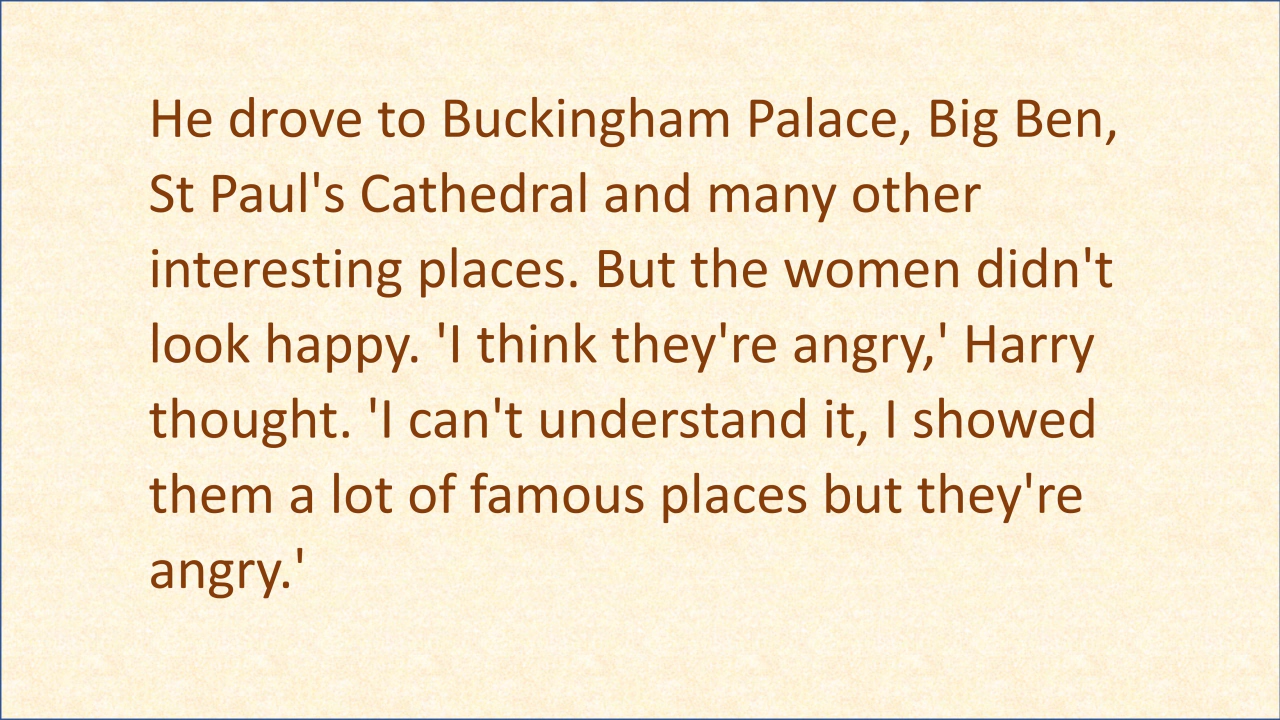 He drove to Buckingham Palace, Big Ben,
St Paul's Cathedral and many other
interesting places. But the women didn't
look happy. 'I think they're angry,' Harry
thought. 'I can't understand it, I showed
them a lot of famous places but they're
angry.'